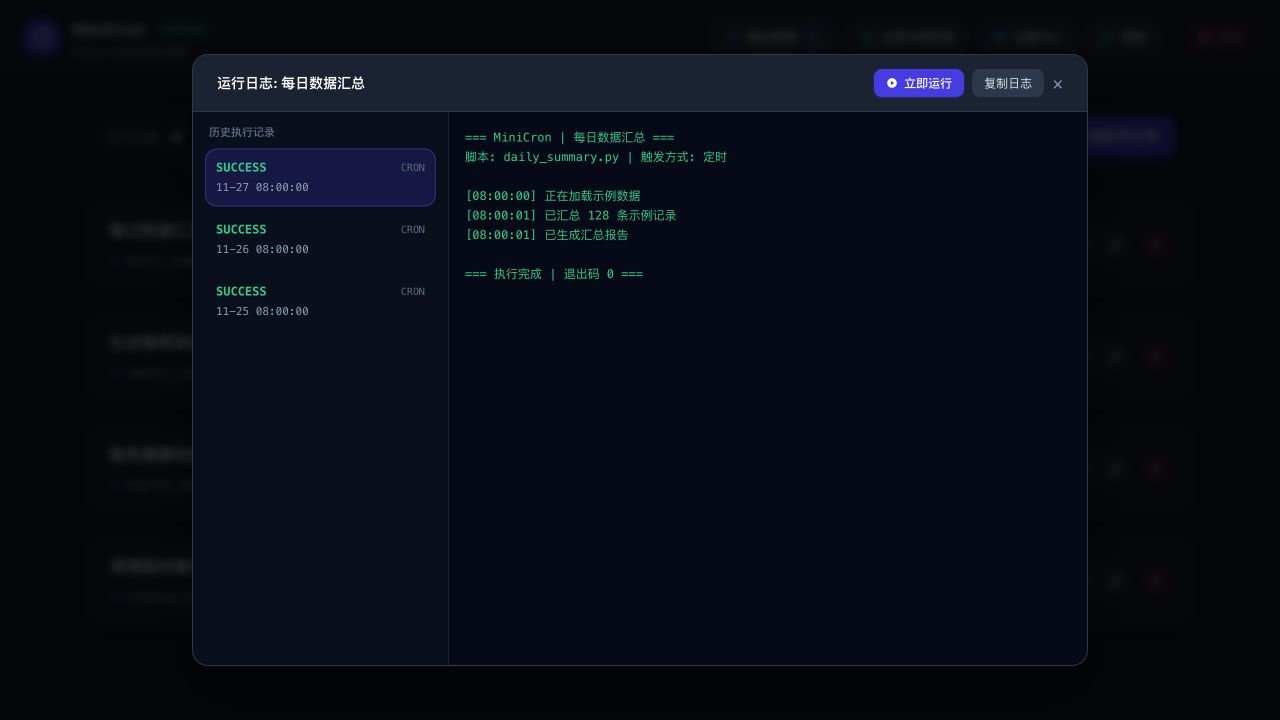 运行日志: 每日数据汇总
立即运行
复制日志
×
历史执行记录
SUCCESS CRON
11-27 08:00:00
SUCCESS CRON
11-26 08:00:00
SUCCESS CRON
11-25 08:00:00
=== MiniCron | 每日数据汇总 ===
脚本: daily_summary.py | 触发方式: 定时
[08:00:00] 正在加载示例数据
[08:00:01] 已汇总 128 条示例记录
[08:00:01] 已生成汇总报告
=== 执行完成 | 退出码 0 ===